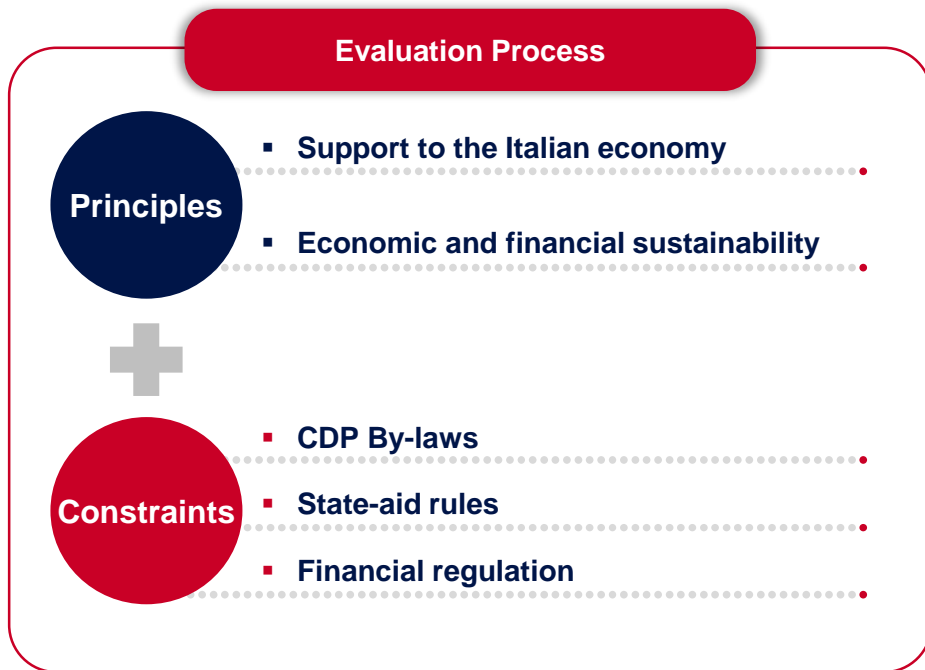 Evaluation Process
Principles
▪ Support to the Italian economy
▪ Economic and financial sustainability
Constraints
▪ CDP By-laws
▪ State-aid rules
▪ Financial regulation